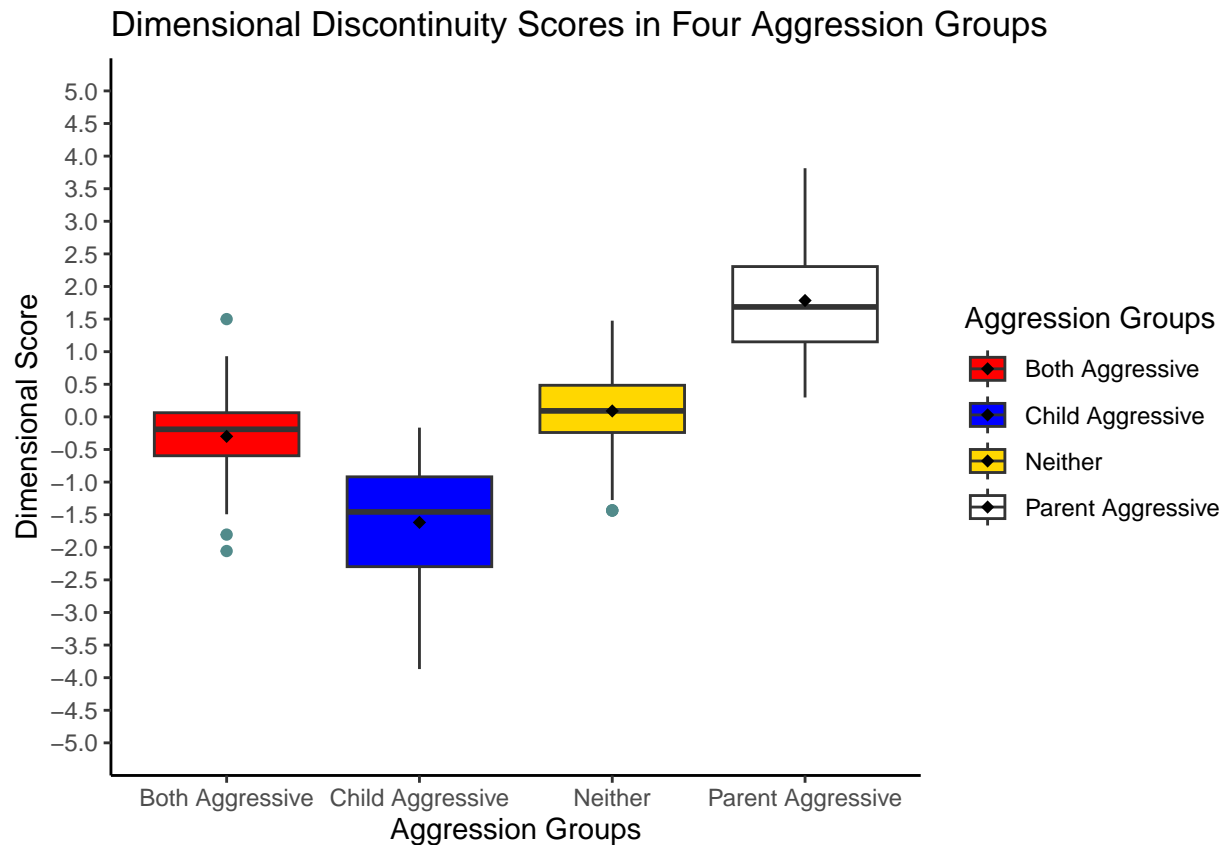 Dimensional Discontinuity Scores in Four Aggression Groups
Dimensional Score
5.0
4.5
4.0
3.5
3.0
2.5
2.0
1.5
1.0
0.5
0.0
−0.5
−1.0
−1.5
−2.0
−2.5
−3.0
−3.5
−4.0
−4.5
−5.0
Both Aggressive Child Aggressive Neither Parent Aggressive
Aggression Groups
Aggression Groups
Both Aggressive
Child Aggressive
Neither
Parent Aggressive